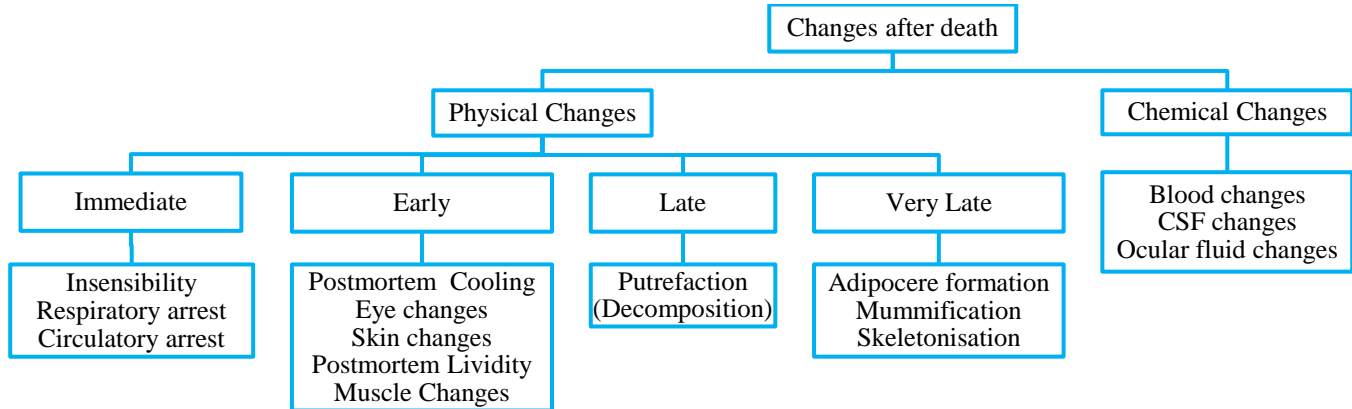 Changes after death
Physical Changes
Chemical Changes
Immediate
Early
Late
Very Late
Blood changes
CSF changes
Ocular fluid changes
Insensibility
Respiratory arrest
Circulatory arrest
Postmortem Cooling
Eye changes
Skin changes
Postmortem Lividity
Muscle Changes
Putrefaction
(Decomposition)
Adipocere formation
Mummification
Skeletonisation